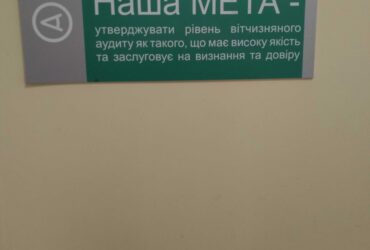 Наша МЕТА -
утверджувати рівень вітчизняного
аудиту як такого, що має високу якість
та заслуговує на визнання та довіру